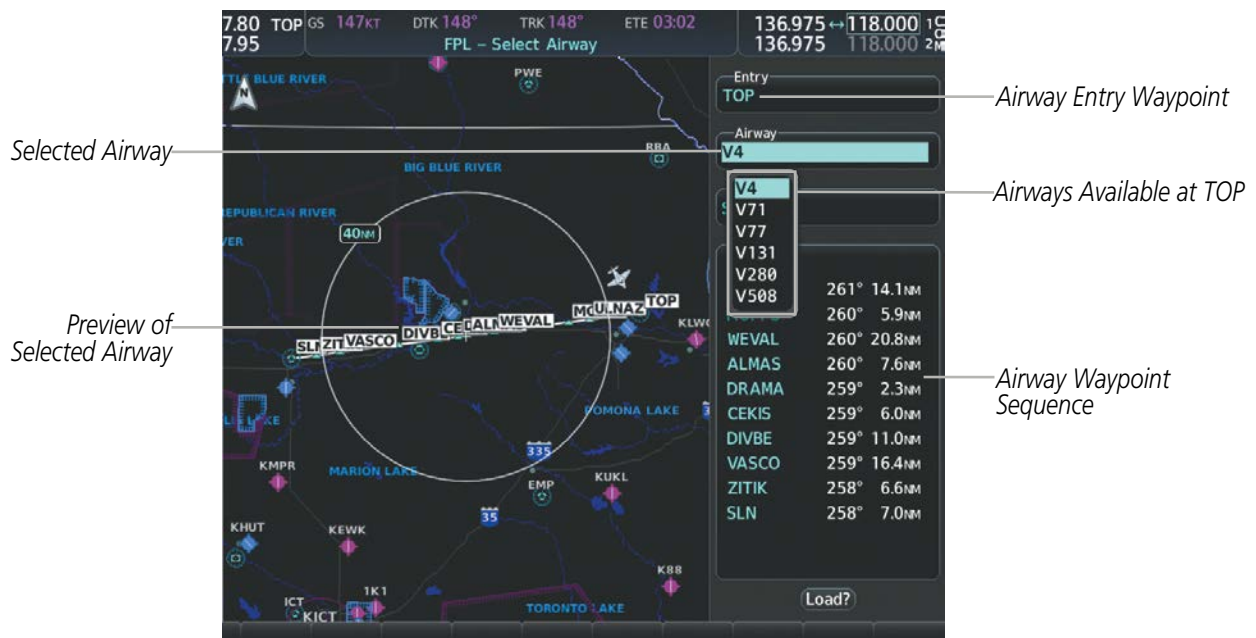 7.80 TOP GS 147KT DTK 148° TRK 148° ETE 03:02 136.975 ↔ 118.000 1
7.95 FPL – Select Airway 136.975 118.000 2
Entry
TOP
Airway Entry Waypoint
Airway
V4
Selected Airway
V4
V71
V77
V131
V280
V508
Airways Available at TOP
261° 14.1NM
260° 5.9NM
WEVAL 260° 20.8NM
ALMAS 260° 7.6NM
DRAMA 259° 2.3NM
CEKIS 259° 6.0NM
DIVBE 259° 11.0NM
VASCO 259° 16.4NM
ZITIK 258° 6.6NM
SLN 258° 7.0NM
Airway Waypoint
Sequence
Load?
Preview of
Selected Airway
BLUE RIVER
N
PWE
RBA
BIG BLUE RIVER
REPUBLICAN RIVER
40NM
TOP
WEVAL
VASCO
POMONA LAKE
335
KMPR
MARION LAKE
EMP
KUKL
35
KHUT
KEWK
K88
1K1
ICT
KICT
TORONTO LAKE